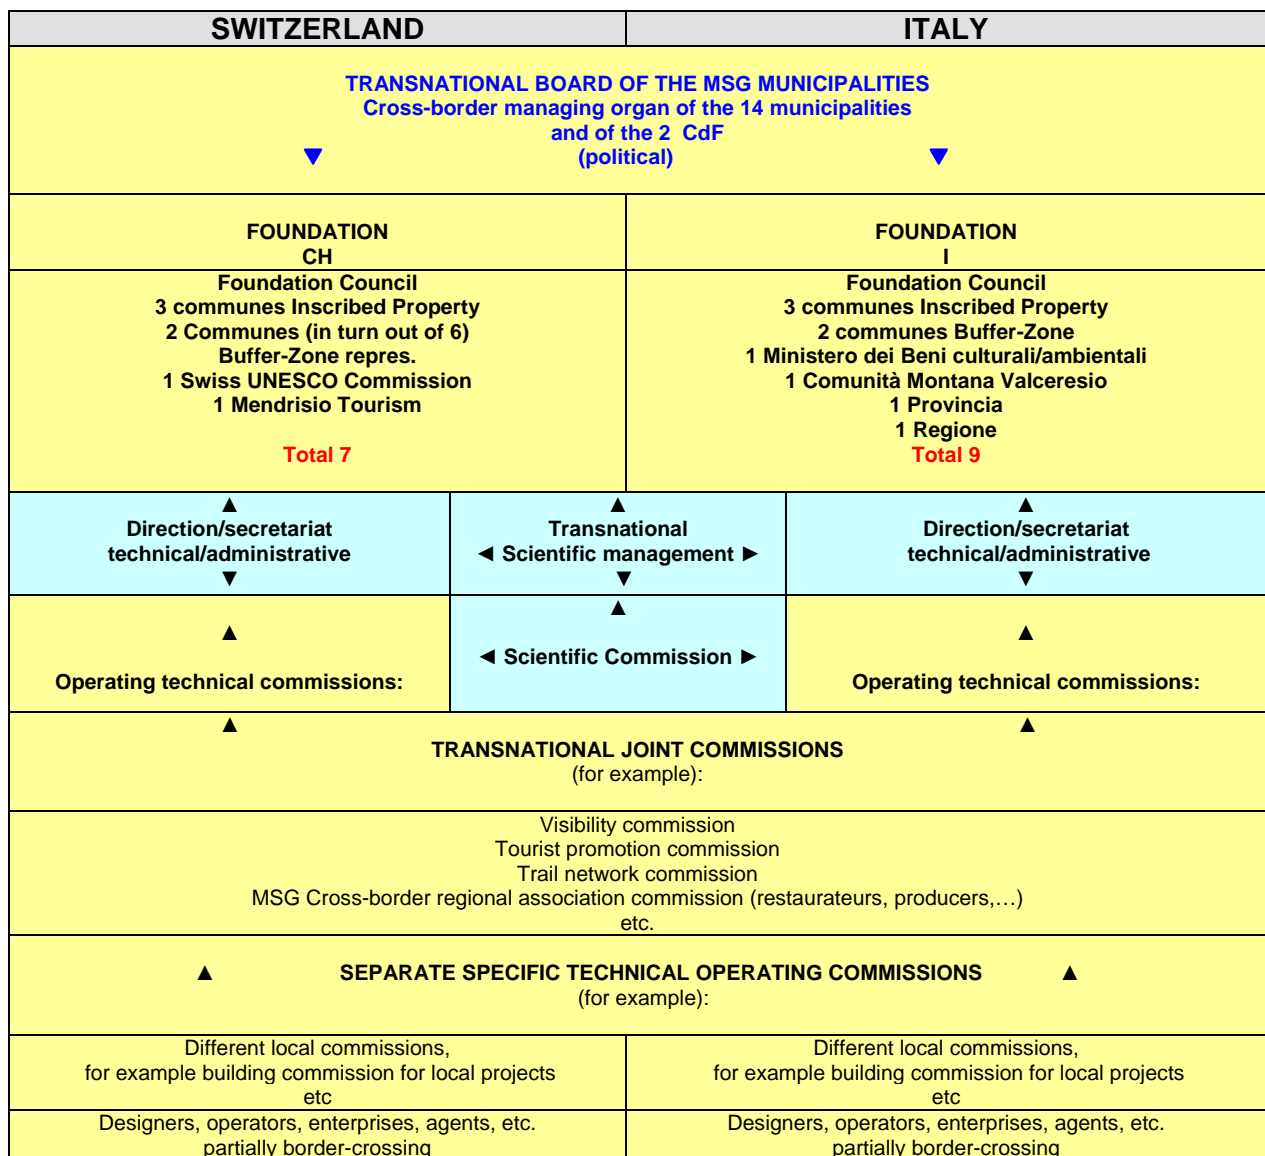 SWITZERLAND
ITALY
TRANSNATIONAL BOARD OF THE MSG MUNICIPALITIES
Cross-border managing organ of the 14 municipalities
and of the 2 CdF
▼ (political) ▼
FOUNDATION
CH
FOUNDATION
I
Foundation Council
3 communes Inscribed Property
2 Communes (in turn out of 6)
Buffer-Zone repres.
1 Swiss UNESCO Commission
1 Mendrisio Tourism
Total 7
Foundation Council
3 communes Inscribed Property
2 communes Buffer-Zone
1 Ministero dei Beni culturali/ambientali
1 Comunità Montana Valceresio
1 Provincia
1 Regione
Total 9
▲
Direction/secretariat
technical/administrative
▼
▲
Transnational
◄ Scientific management ►
▼
▲
Direction/secretariat
technical/administrative
▼
▲
Operating technical commissions:
▲
◄ Scientific Commission ►
▲
Operating technical commissions:
▲ ▲
TRANSNATIONAL JOINT COMMISSIONS
(for example):
Visibility commission
Tourist promotion commission
Trail network commission
MSG Cross-border regional association commission (restaurateurs, producers,…)
etc.
▲ SEPARATE SPECIFIC TECHNICAL OPERATING COMMISSIONS ▲
(for example):
Different local commissions,
for example building commission for local projects
etc
Different local commissions,
for example building commission for local projects
etc
Designers, operators, enterprises, agents, etc.
partially border-crossing
Designers, operators, enterprises, agents, etc.
partially border-crossing